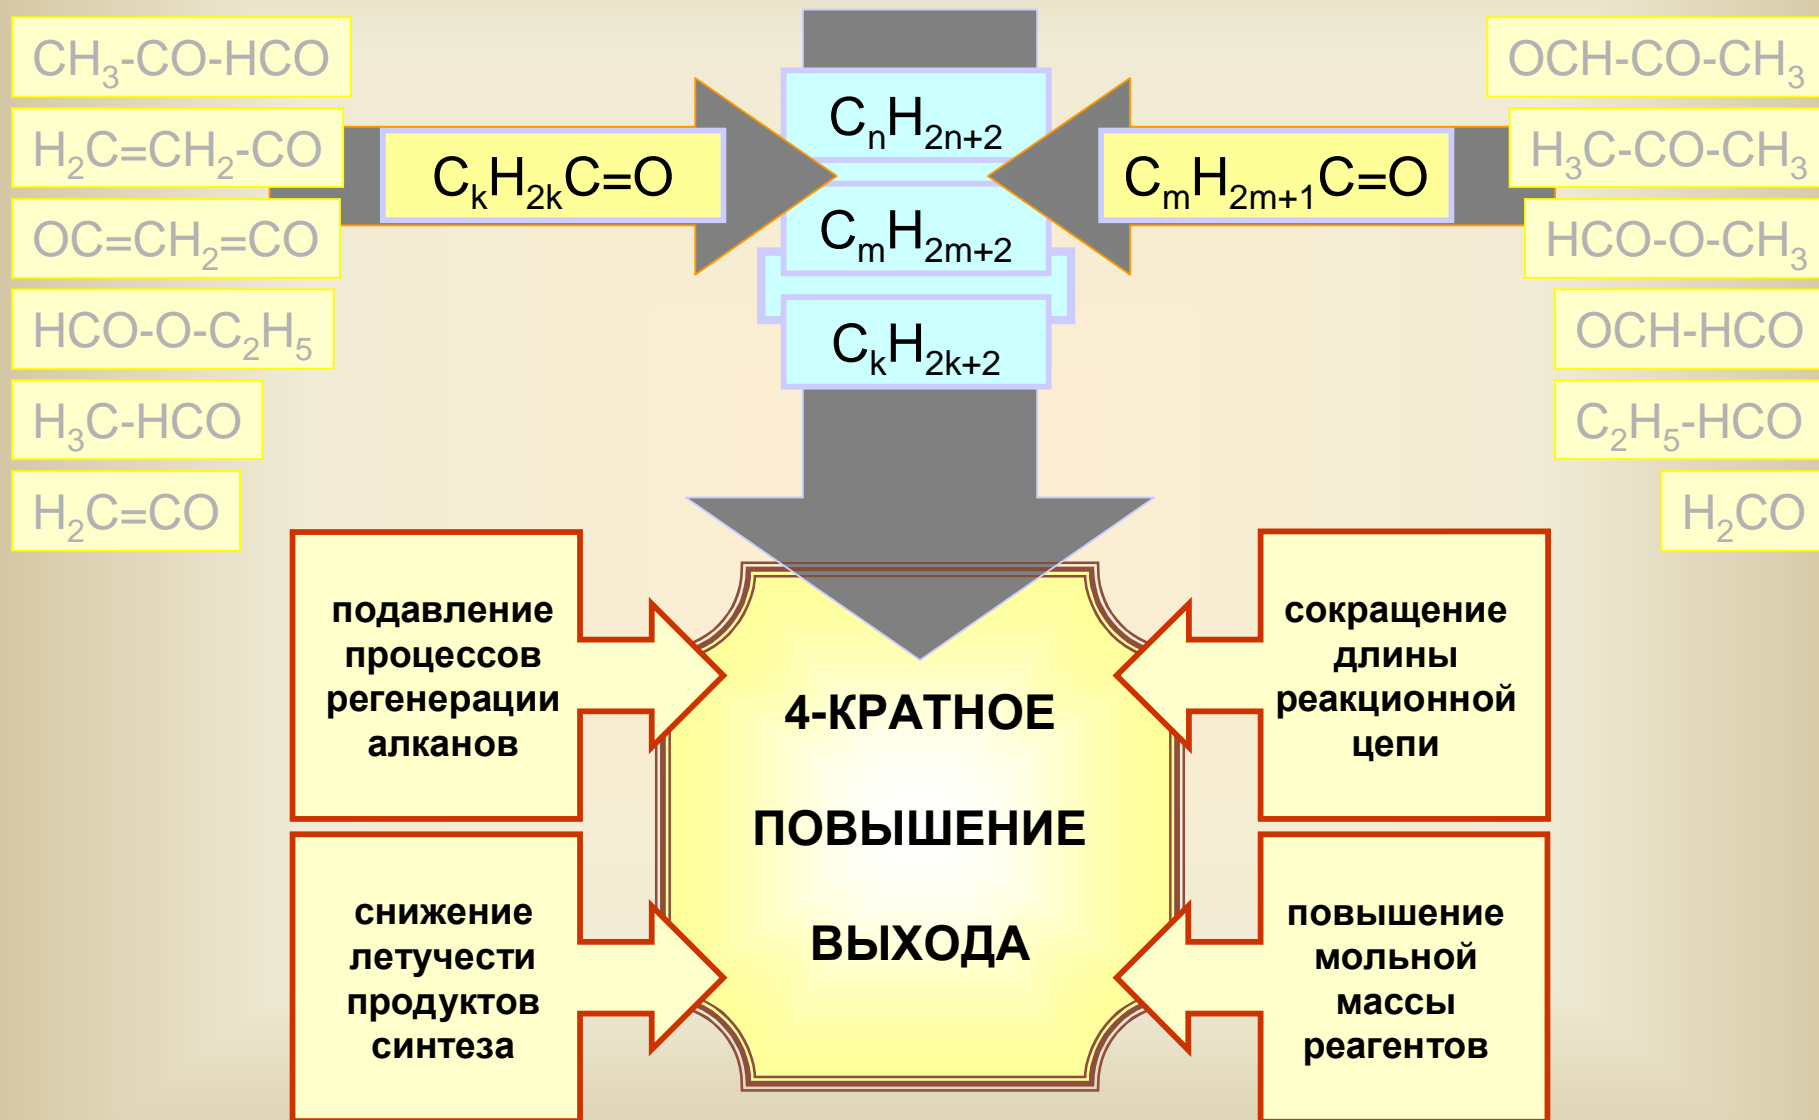 CH₃-CO-HCO
H₂C=CH₂-CO
OC=CH₂=CO
HCO-O-C₂H₅
H₃C-HCO
H₂C=CO
CₖH₂ₖC=O
CₙH₂ₙ₊₂
CₘH₂ₘ₊₂
CₖH₂ₖ₊₂
CₘH₂ₘ₊₁C=O
OCH-CO-CH₃
H₃C-CO-CH₃
HCO-O-CH₃
OCH-HCO
C₂H₅-HCO
H₂CO
подавление
процессов
регенерации
алканов
снижение
летучести
продуктов
синтеза
4-КРАТНОЕ
ПОВЫШЕНИЕ
ВЫХОДА
сокращение
длины
реакционной
цепи
повышение
мольной
массы
реагентов